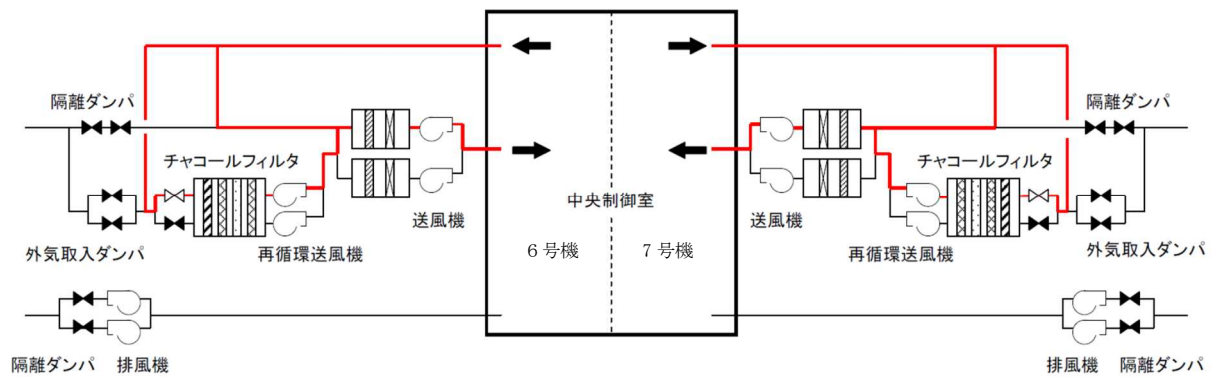 隔離ダンパ
隔離ダンパ
チャコールフィルタ
チャコールフィルタ
中央制御室
送風機
送風機
外気取入ダンパ
再循環送風機
6号機
7号機
再循環送風機
外気取入ダンパ
隔離ダンパ
排風機
排風機
隔離ダンパ